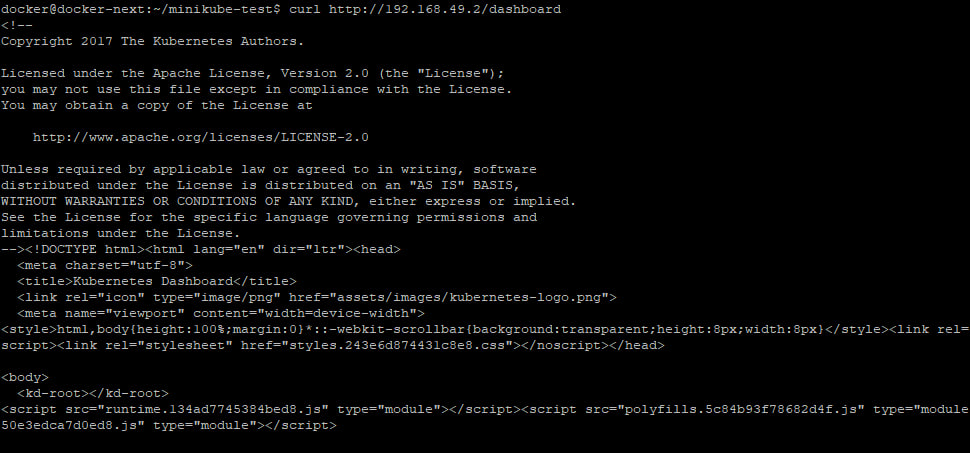 docker@docker-next:~/minikube-test$ curl http://192.168.49.2/dashboard
<!--
Copyright 2017 The Kubernetes Authors.

Licensed under the Apache License, Version 2.0 (the "License");
you may not use this file except in compliance with the License.
You may obtain a copy of the License at

    http://www.apache.org/licenses/LICENSE-2.0

Unless required by applicable law or agreed to in writing, software
distributed under the License is distributed on an "AS IS" BASIS,
WITHOUT WARRANTIES OR CONDITIONS OF ANY KIND, either express or implied.
See the License for the specific language governing permissions and
limitations under the License.
--><!DOCTYPE html><html lang="en" dir="ltr"><head>
  <meta charset="utf-8">
  <title>Kubernetes Dashboard</title>
  <link rel="icon" type="image/png" href="assets/images/kubernetes-logo.png">
  <meta name="viewport" content="width=device-width">
<style>html,body{height:100%;margin:0}*::-webkit-scrollbar{background:transparent;height:8px;width:8px}</style><link rel=
script><link rel="stylesheet" href="styles.243e6d874431c8e8.css"></noscript></head>

<body>
  <kd-root></kd-root>
<script src="runtime.134ad7745384bed8.js" type="module"></script><script src="polyfills.5c84b93f78682d4f.js" type="module
50e3edca7d0ed8.js" type="module"></script>